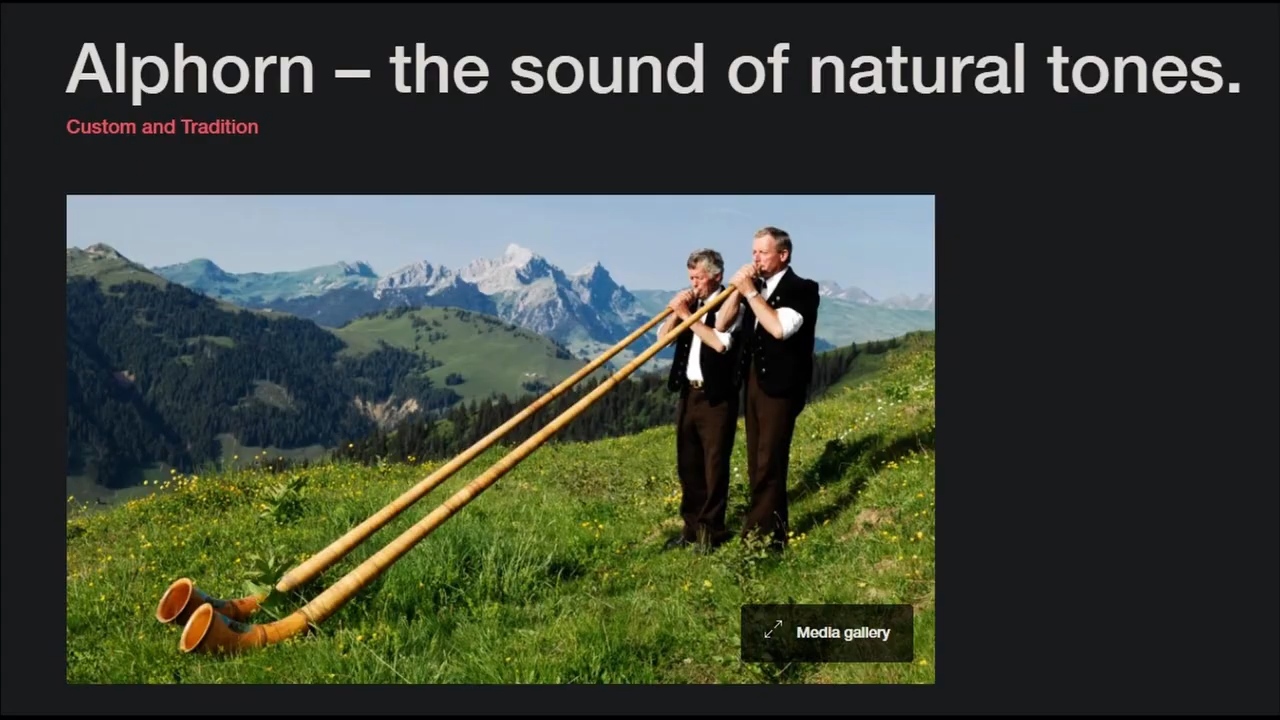 Alphorn – the sound of natural tones.
Custom and Tradition
Media gallery